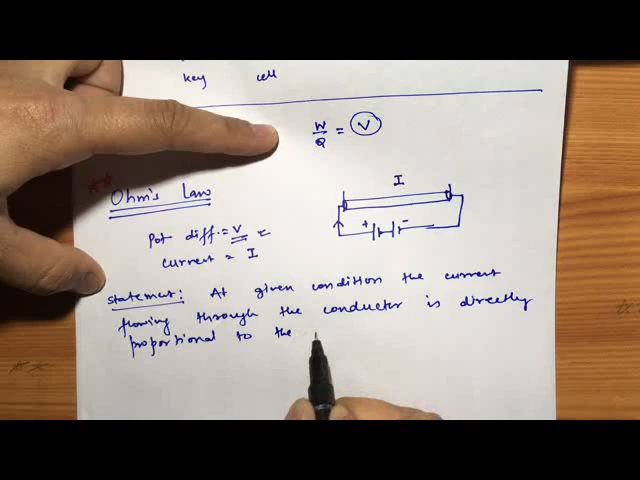 key cell
W/Q = V
Ohm's Law
I
+ -
Pot diff. = V
current = I
statement: At given condition the current
flowing through the conductor is directly
proportional to the